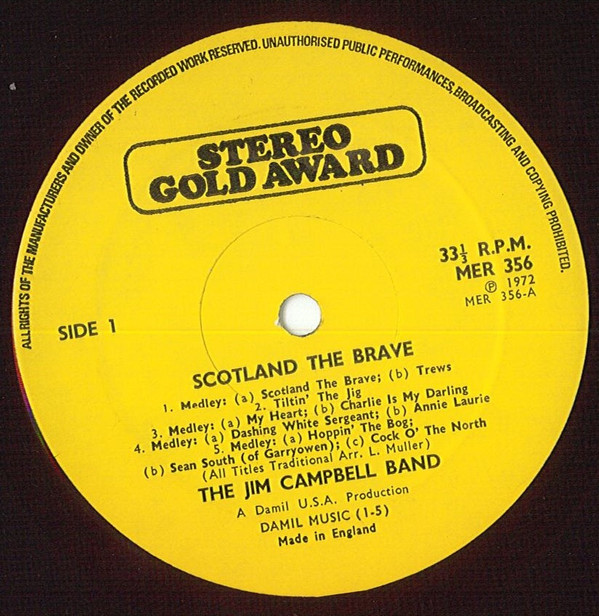 ALL RIGHTS OF THE MANUFACTURERS AND OWNER OF THE RECORDED WORK RESERVED. UNAUTHORISED PUBLIC PERFORMANCES, BROADCASTING AND COPYING PROHIBITED.
STEREO
GOLD AWARD
33⅓ R.P.M.
MER 356
℗ 1972
MER 356-A
SIDE 1
SCOTLAND THE BRAVE
1. Medley: (a) Scotland The Brave; (b) Trews
2. Tiltin' The Jig
3. Medley: (a) My Heart; (b) Charlie Is My Darling
4. Medley: (a) Dashing White Sergeant; (b) Annie Laurie
5. Medley: (a) Hoppin' The Bog;
(b) Sean South (of Garryowen); (c) Cock O' The North
(All Titles Traditional Arr. L. Muller)
THE JIM CAMPBELL BAND
A Damil U.S.A. Production
DAMIL MUSIC (1-5)
Made in England